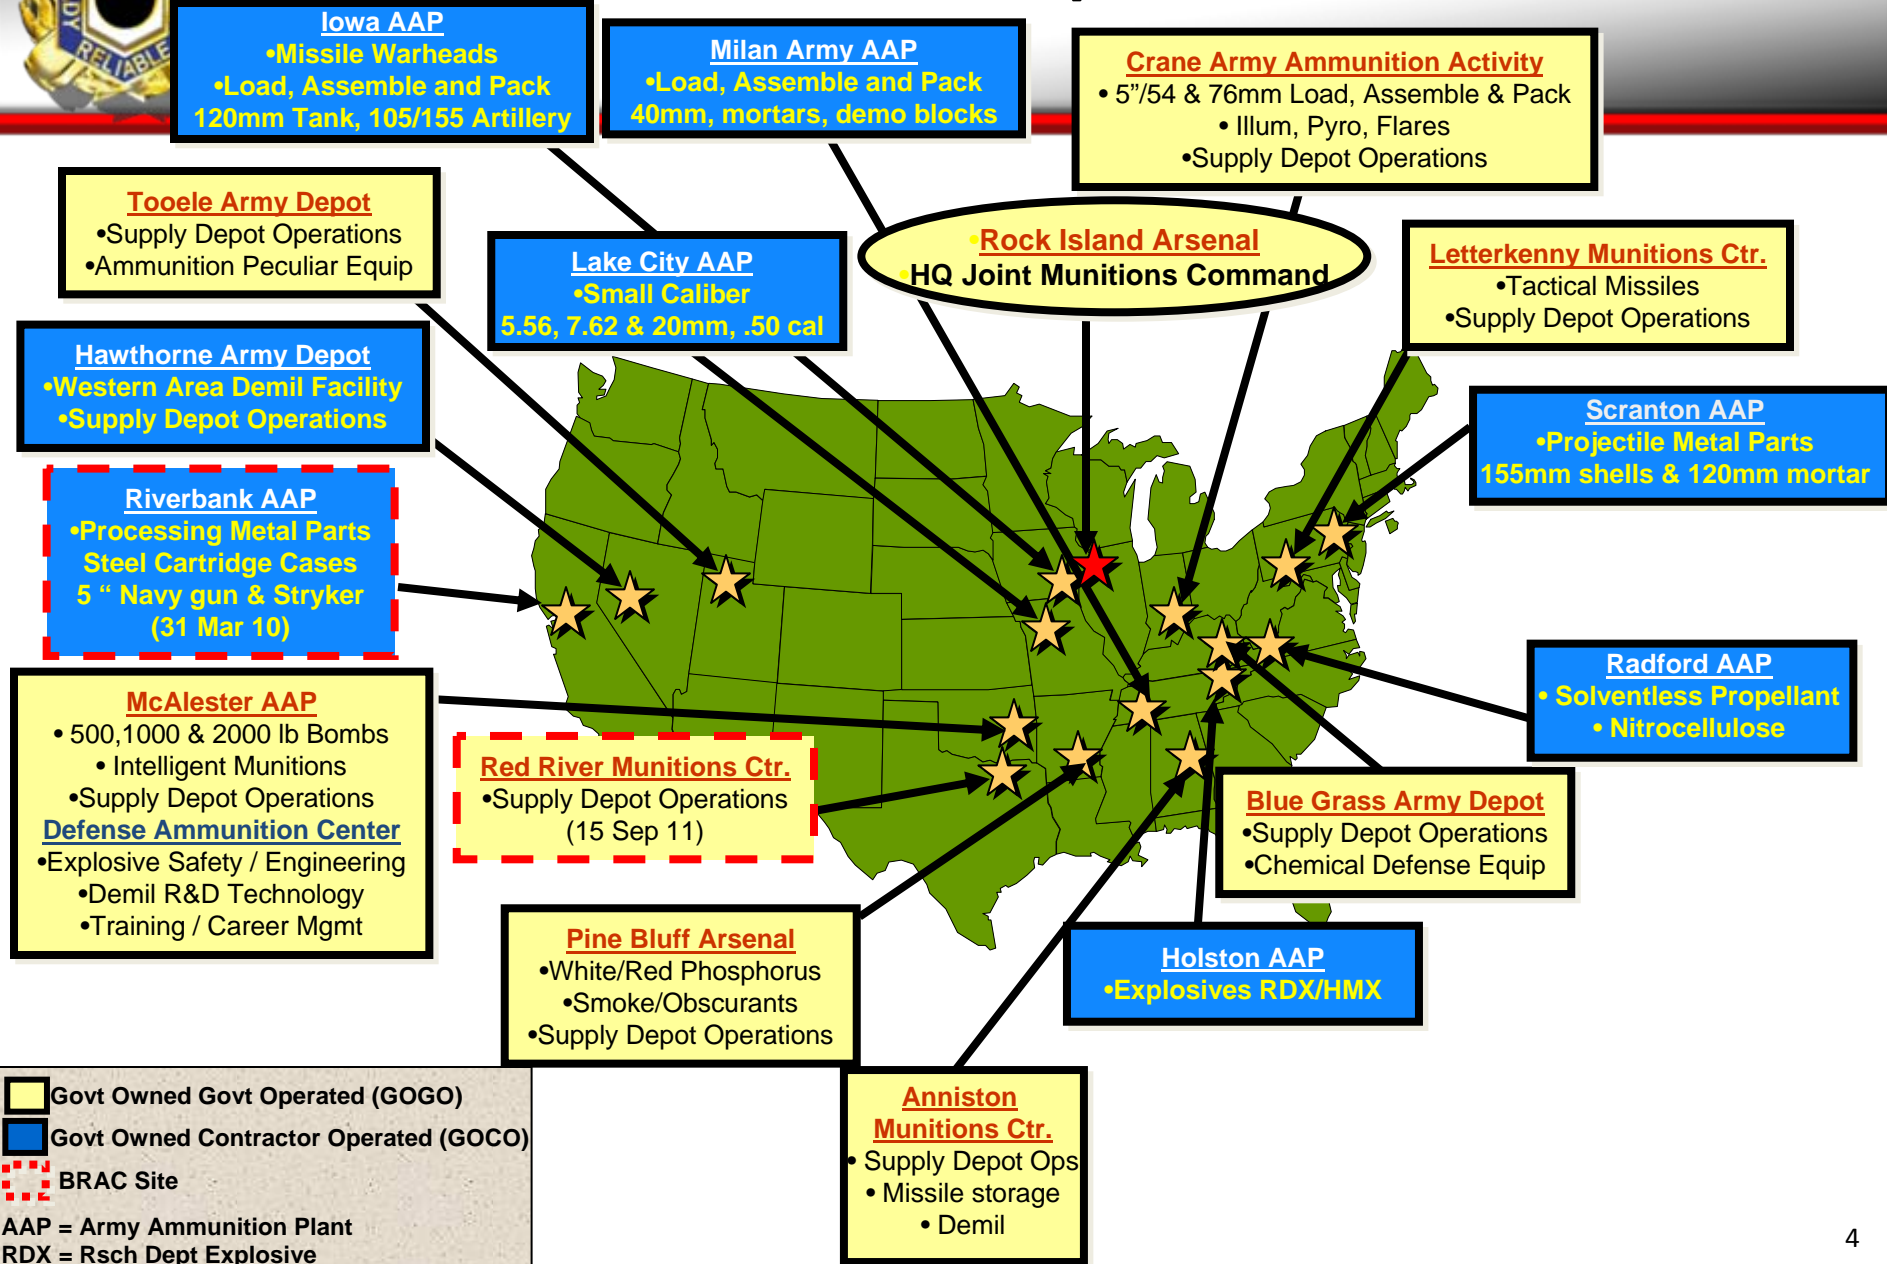 RELIABLE
Iowa AAP
•Missile Warheads
•Load, Assemble and Pack
120mm Tank, 105/155 Artillery
Milan Army AAP
•Load, Assemble and Pack
40mm, mortars, demo blocks
Crane Army Ammunition Activity
• 5”/54 & 76mm Load, Assemble & Pack
• Illum, Pyro, Flares
•Supply Depot Operations
Tooele Army Depot
•Supply Depot Operations
•Ammunition Peculiar Equip
Lake City AAP
•Small Caliber
5.56, 7.62 & 20mm, .50 cal
•Rock Island Arsenal
•HQ Joint Munitions Command
Letterkenny Munitions Ctr.
•Tactical Missiles
•Supply Depot Operations
Hawthorne Army Depot
•Western Area Demil Facility
•Supply Depot Operations
Scranton AAP
•Projectile Metal Parts
155mm shells & 120mm mortar
Riverbank AAP
•Processing Metal Parts
Steel Cartridge Cases
5 “ Navy gun & Stryker
(31 Mar 10)
Radford AAP
• Solventless Propellant
• Nitrocellulose
McAlester AAP
• 500,1000 & 2000 lb Bombs
• Intelligent Munitions
•Supply Depot Operations
Defense Ammunition Center
•Explosive Safety / Engineering
•Demil R&D Technology
•Training / Career Mgmt
Red River Munitions Ctr.
•Supply Depot Operations
(15 Sep 11)
Blue Grass Army Depot
•Supply Depot Operations
•Chemical Defense Equip
Pine Bluff Arsenal
•White/Red Phosphorus
•Smoke/Obscurants
•Supply Depot Operations
Holston AAP
•Explosives RDX/HMX
Anniston
Munitions Ctr.
• Supply Depot Ops
• Missile storage
• Demil
Govt Owned Govt Operated (GOGO)
Govt Owned Contractor Operated (GOCO)
BRAC Site
AAP = Army Ammunition Plant
RDX = Rsch Dept Explosive
4